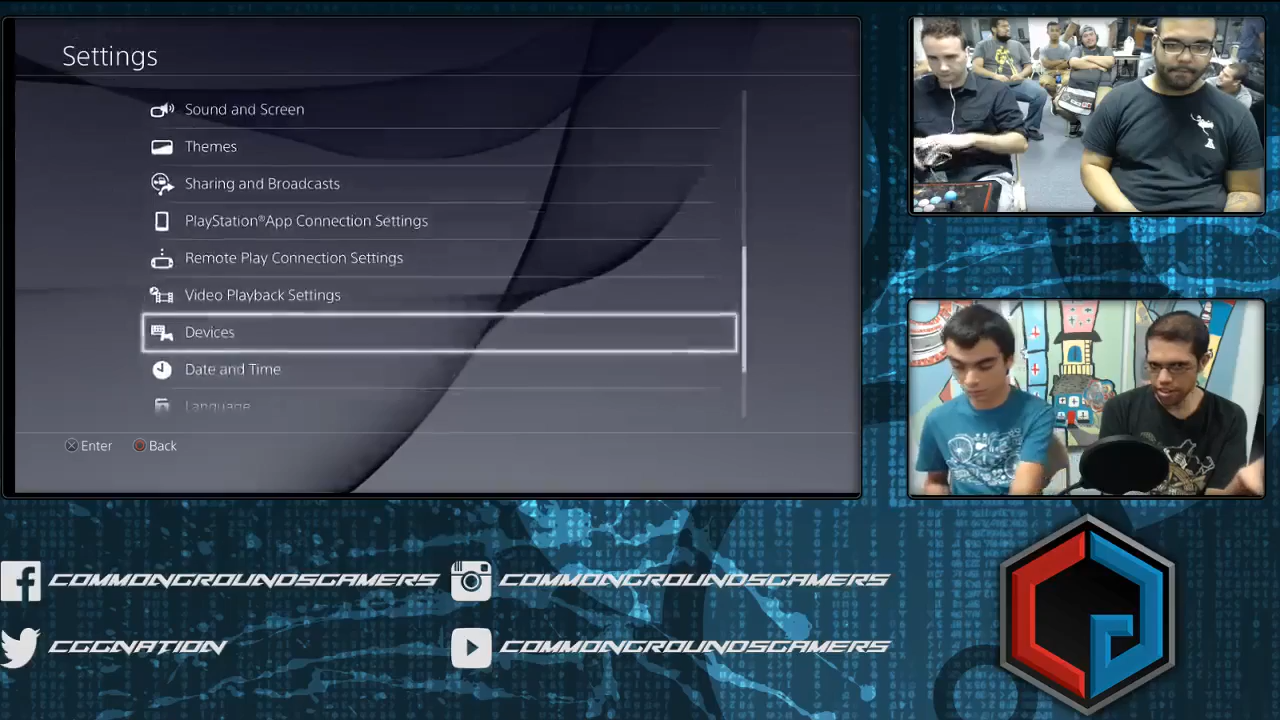 Settings
Sound and Screen
Themes
Sharing and Broadcasts
PlayStation®App Connection Settings
Remote Play Connection Settings
Video Playback Settings
Devices
Date and Time
Language
Enter Back
COMMONGROUNDSGAMERS
COMMONGROUNDSGAMERS
CGGNATION
COMMONGROUNDSGAMERS